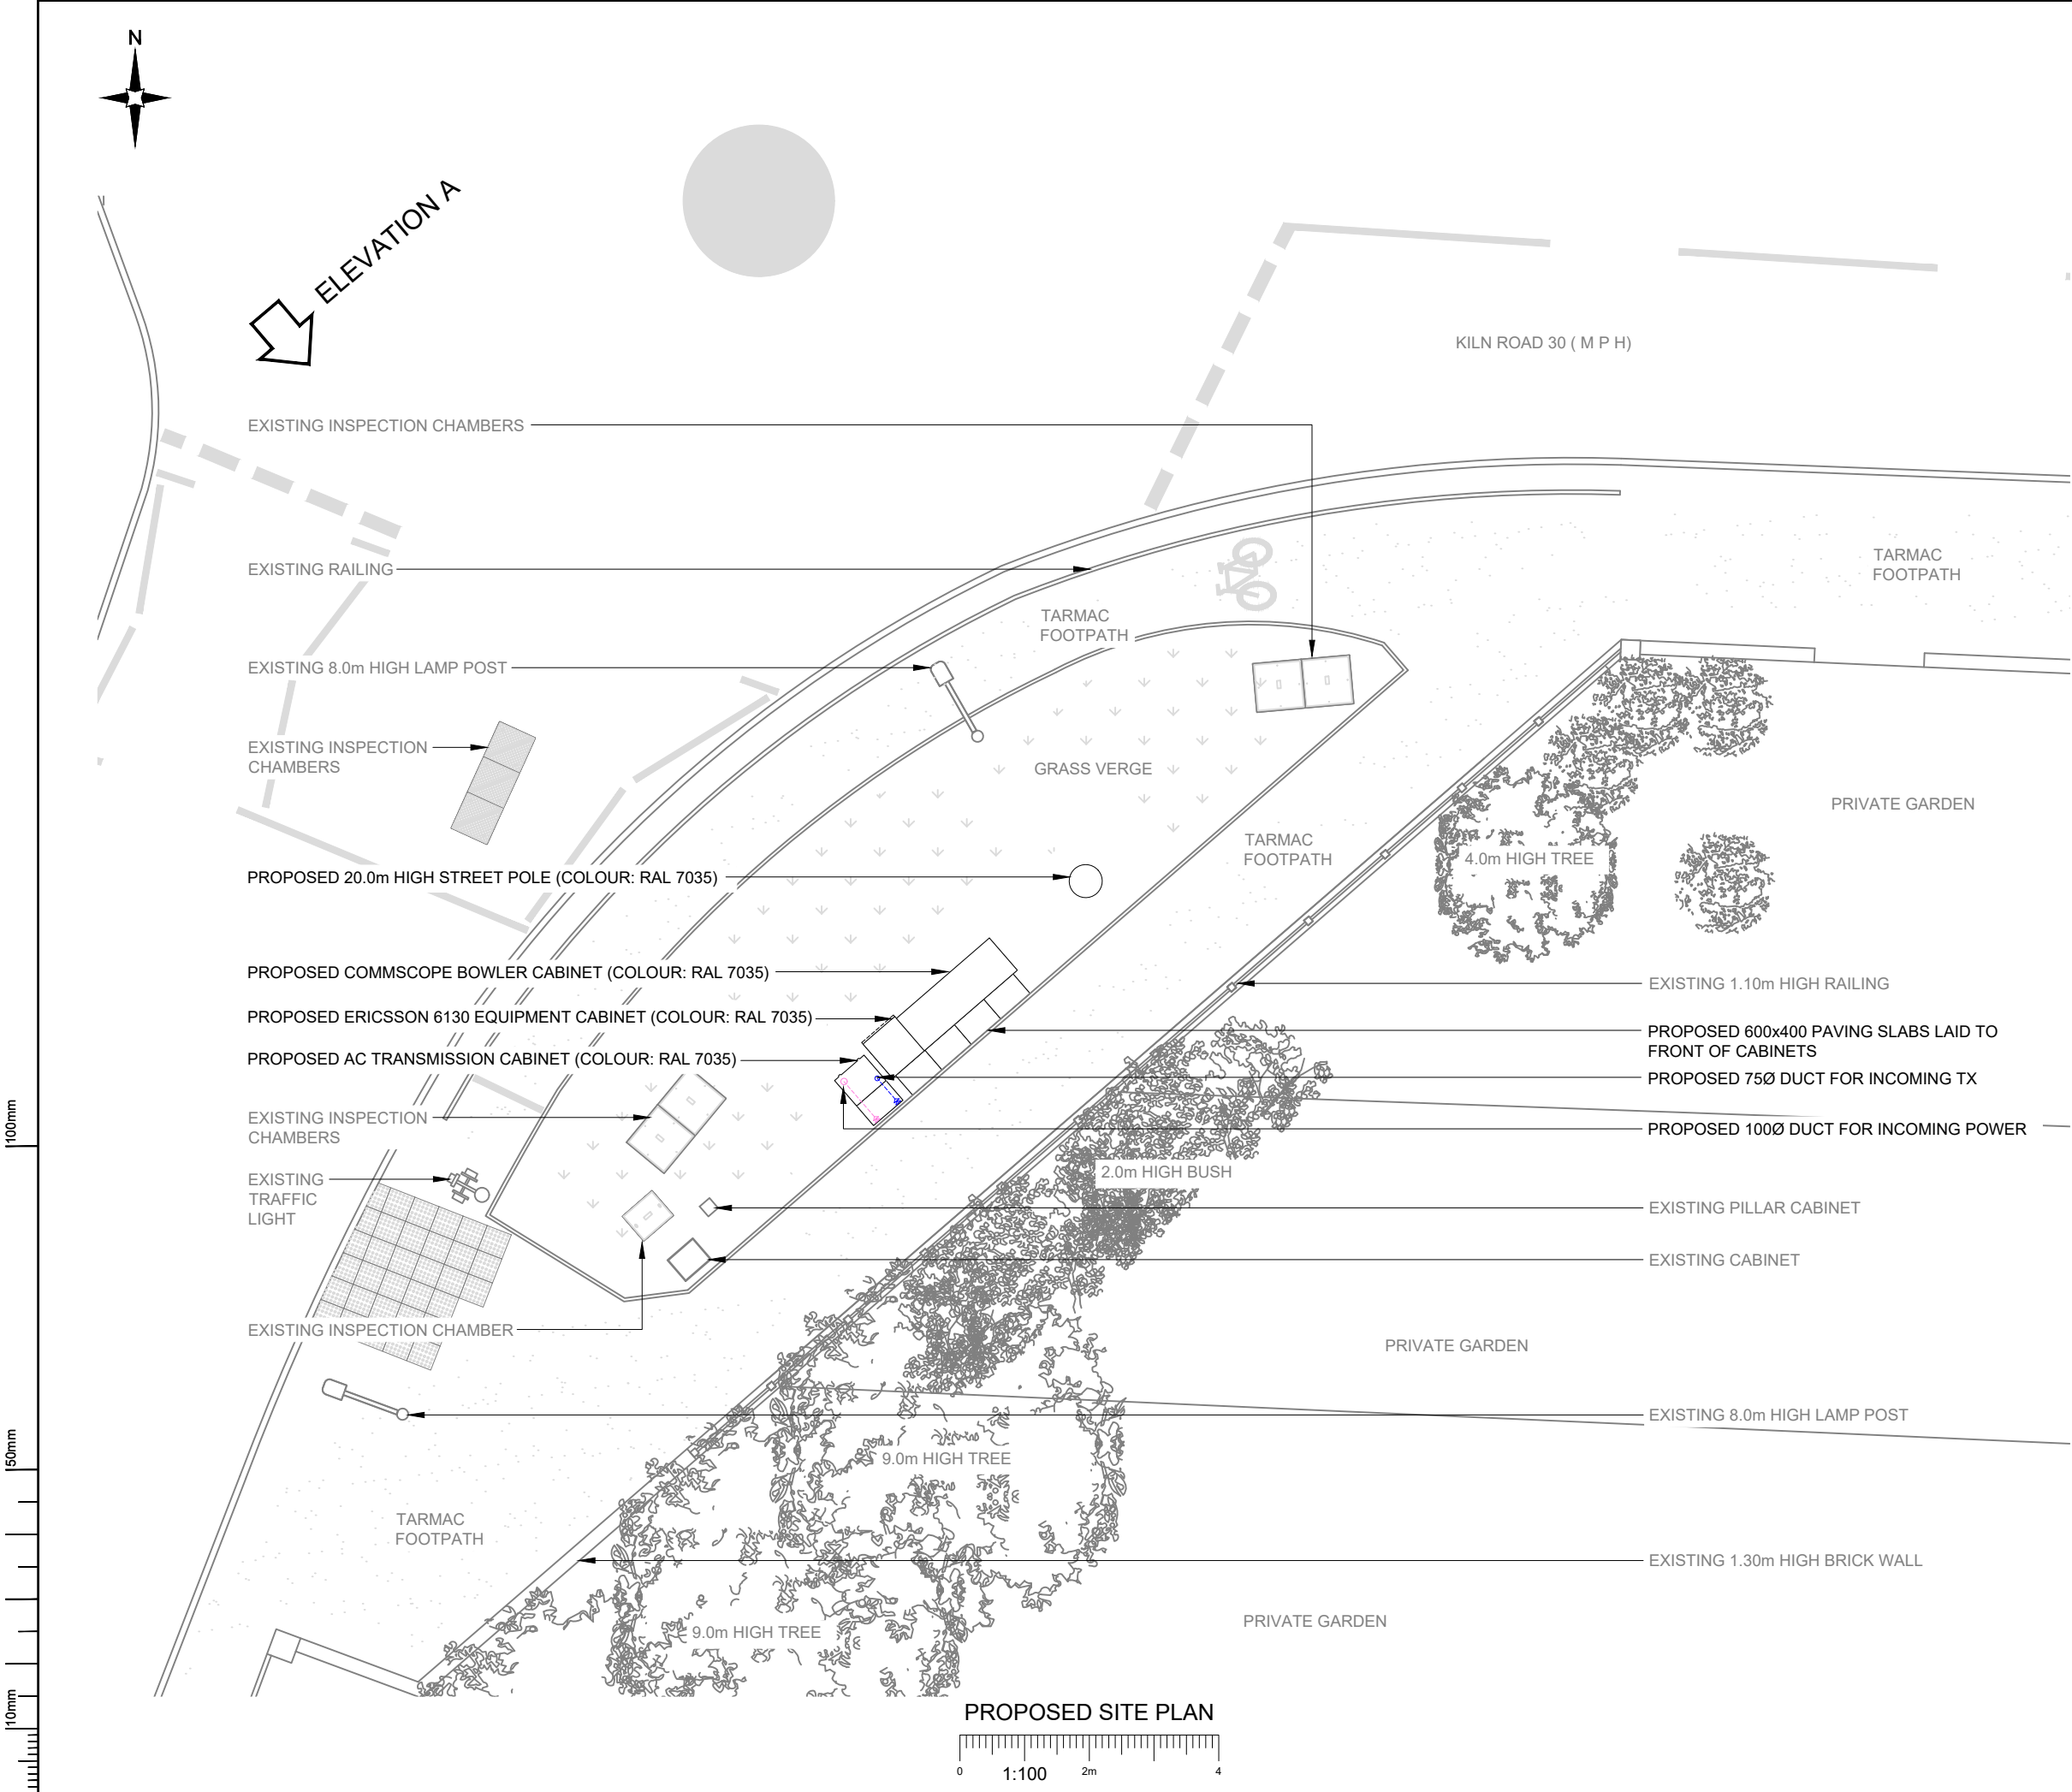 N
ELEVATION A
KILN ROAD 30 ( M P H)
EXISTING INSPECTION CHAMBERS
EXISTING RAILING
TARMAC
FOOTPATH
TARMAC
FOOTPATH
EXISTING 8.0m HIGH LAMP POST
EXISTING INSPECTION
CHAMBERS
GRASS VERGE
PRIVATE GARDEN
TARMAC
FOOTPATH
4.0m HIGH TREE
PROPOSED 20.0m HIGH STREET POLE (COLOUR: RAL 7035)
PROPOSED COMMSCOPE BOWLER CABINET (COLOUR: RAL 7035)
EXISTING 1.10m HIGH RAILING
PROPOSED ERICSSON 6130 EQUIPMENT CABINET (COLOUR: RAL 7035)
PROPOSED 600x400 PAVING SLABS LAID TO
FRONT OF CABINETS
PROPOSED AC TRANSMISSION CABINET (COLOUR: RAL 7035)
PROPOSED 75Ø DUCT FOR INCOMING TX
EXISTING INSPECTION
CHAMBERS
PROPOSED 100Ø DUCT FOR INCOMING POWER
EXISTING
TRAFFIC
LIGHT
2.0m HIGH BUSH
EXISTING PILLAR CABINET
EXISTING CABINET
EXISTING INSPECTION CHAMBER
PRIVATE GARDEN
EXISTING 8.0m HIGH LAMP POST
9.0m HIGH TREE
TARMAC
FOOTPATH
EXISTING 1.30m HIGH BRICK WALL
9.0m HIGH TREE
PRIVATE GARDEN
100mm
50mm
10mm
PROPOSED SITE PLAN
0 1:100 2m 4